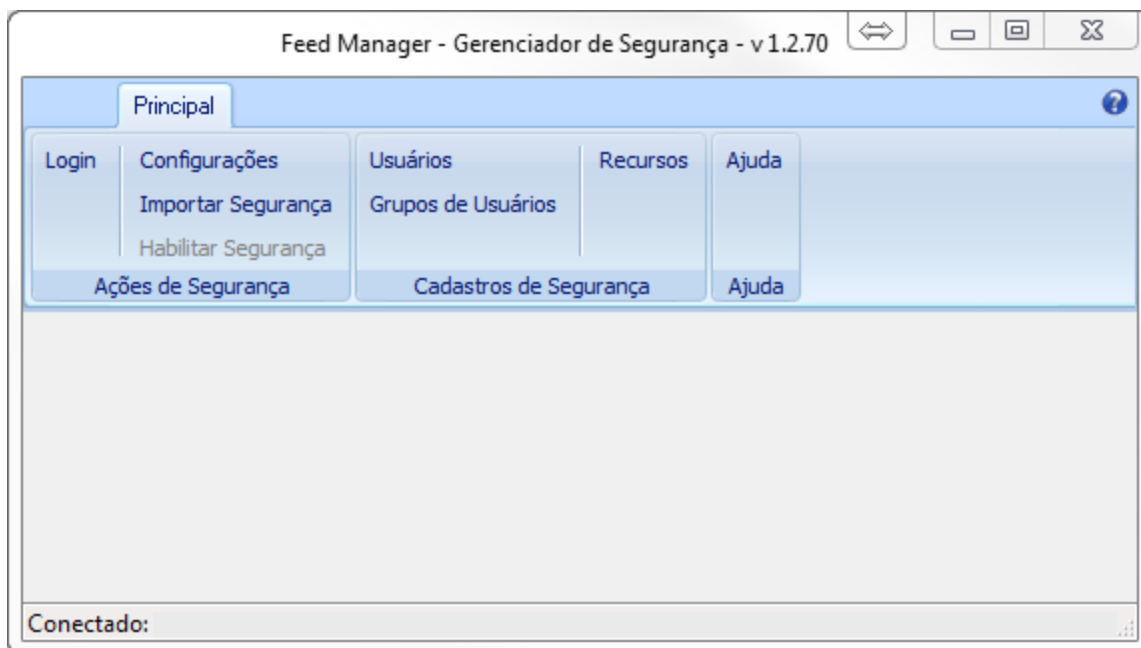 Feed Manager - Gerenciador de Segurança - v 1.2.70
Principal
Login
Configurações
Importar Segurança
Habilitar Segurança
Ações de Segurança
Usuários
Grupos de Usuários
Recursos
Cadastros de Segurança
Ajuda
Ajuda
Conectado: